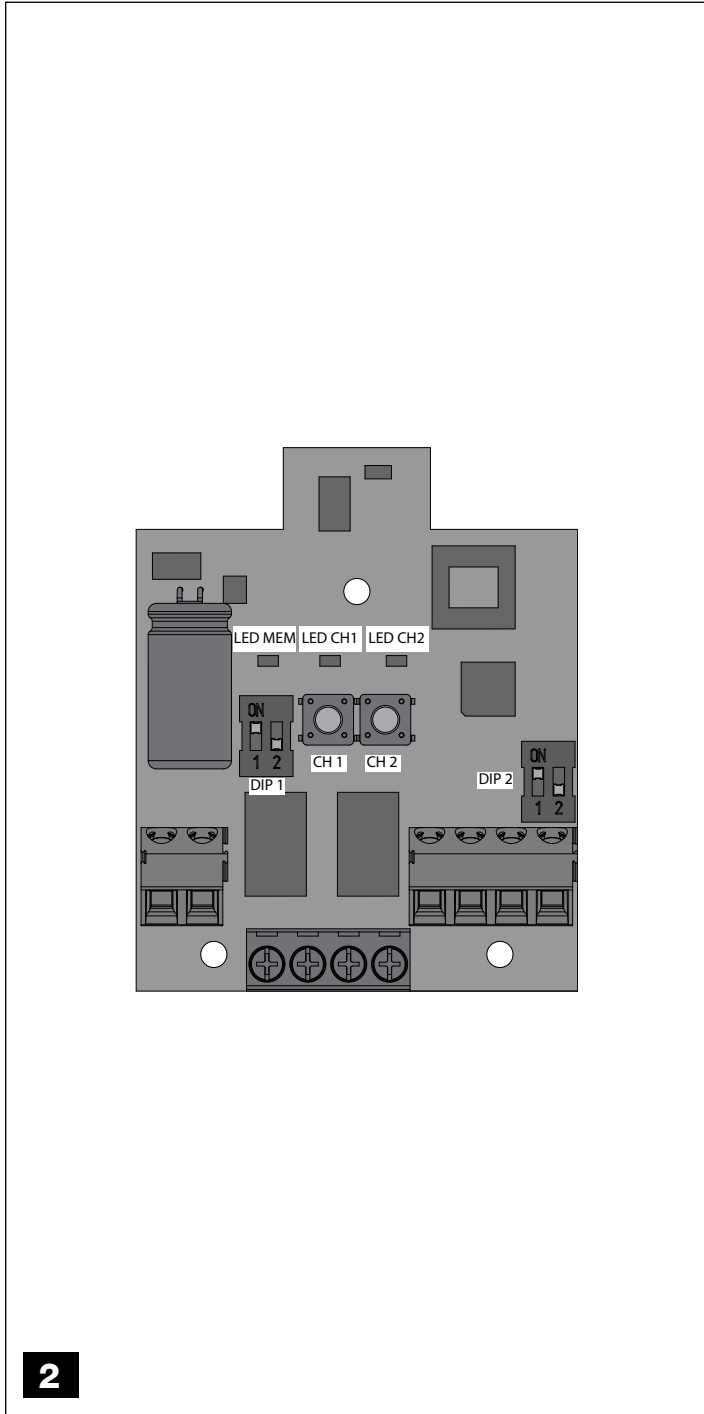 LED MEM LED CH1 LED CH2
ON
1 2
DIP 1
CH 1 CH 2
DIP 2
ON
1 2
2